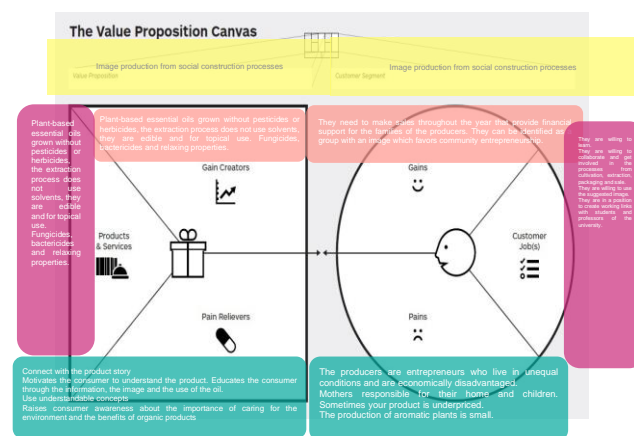 The Value Proposition Canvas
Image production from social construction processes
Image production from social construction processes
Value Proposition
Customer Segment
Plant-based
essential oils
grown without
pesticides or
herbicides,
the extraction
process does
not use
solvents, they
are edible
and for topical
use.
Fungicides,
bactericides
and relaxing
properties.
Plant-based essential oils grown without pesticides or
herbicides, the extraction process does not use solvents,
they are edible and for topical use. Fungicides,
bactericides and relaxing properties.
They need to make sales throughout the year that provide financial
support for the families of the producers. They can be identified as a
group with an image which favors community entrepreneurship.
They are willing to
learn.
They are willing to
collaborate and get
involved in the
processes from
cultivation, extraction,
packaging and sale.
They are willing to use
the suggested image.
They are in a position
to create working links
with students and
professors of the
university.
Gain Creators
Gains
Products
& Services
Customer
Job(s)
Pain Relievers
Pains
Connect with the product story
Motivates the consumer to understand the product. Educates the consumer
through the information, the image and the use of the oil.
Use understandable concepts
Raises consumer awareness about the importance of caring for the
environment and the benefits of organic products
The producers are entrepreneurs who live in unequal
conditions and are economically disadvantaged.
Mothers responsible for their home and children.
Sometimes your product is underpriced.
The production of aromatic plants is small.